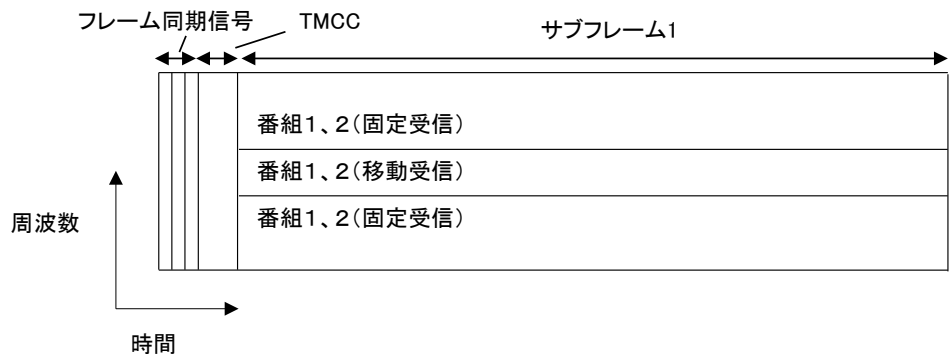 フレーム同期信号
TMCC
サブフレーム1
番組1、2(固定受信)
番組1、2(移動受信)
番組1、2(固定受信)
周波数
時間